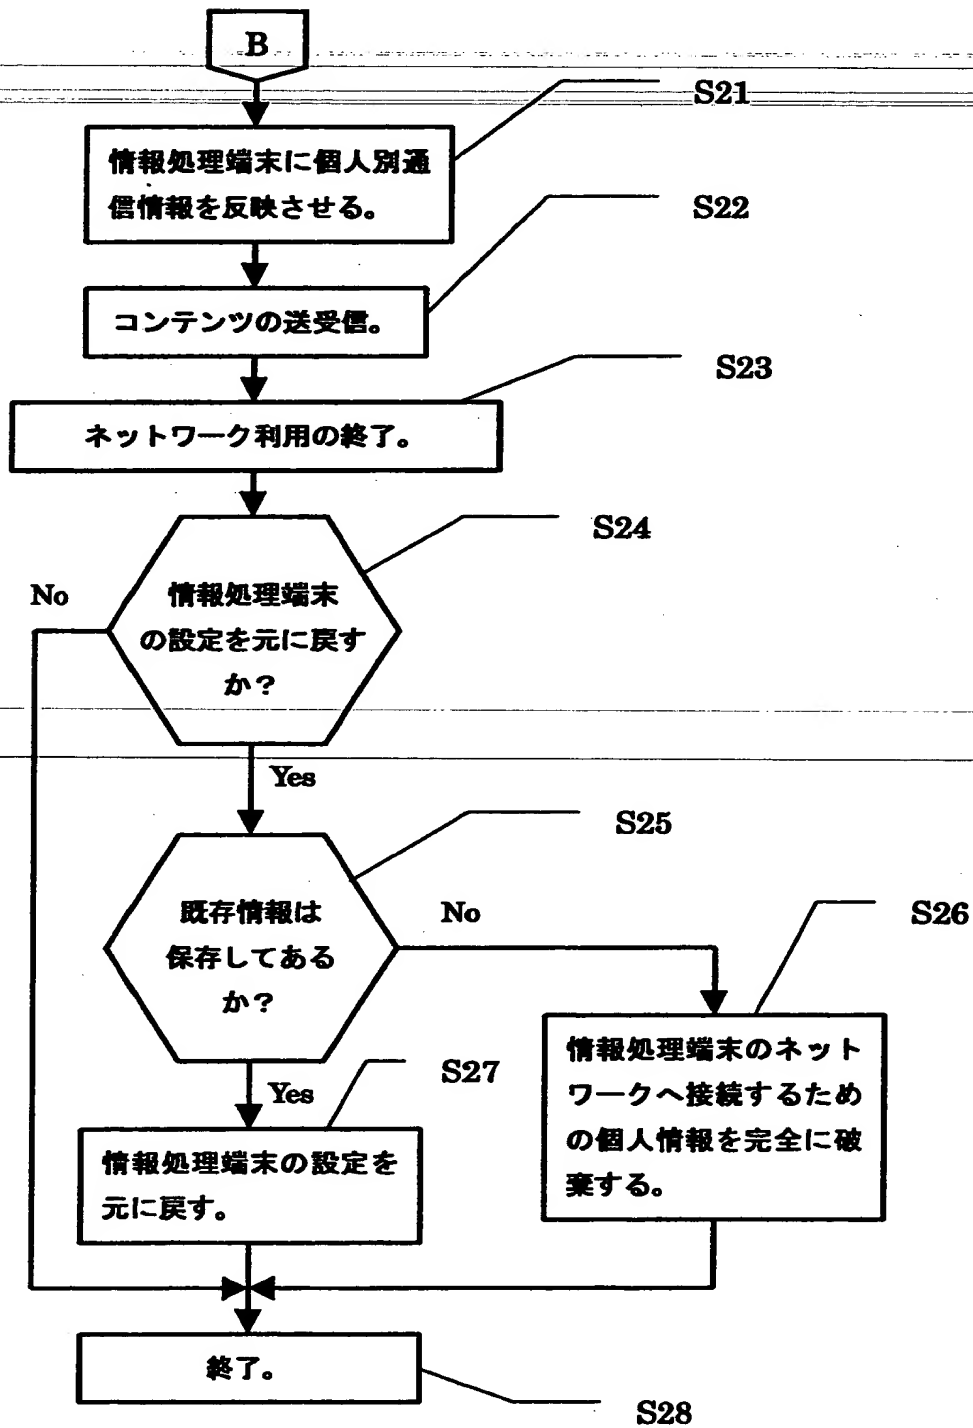 B
S21
情報処理端末に個人別通
信情報を反映させる。
S22
コンテンツの送受信。
S23
ネットワーク利用の終了。
S24
No
情報処理端末
の設定を元に戻す
か？
Yes
S25
既存情報は
保存してある
か？
No
S26
情報処理端末のネット
ワークへ接続するため
の個人情報を完全に破
棄する。
Yes
S27
情報処理端末の設定を
元に戻す。
終了。
S28